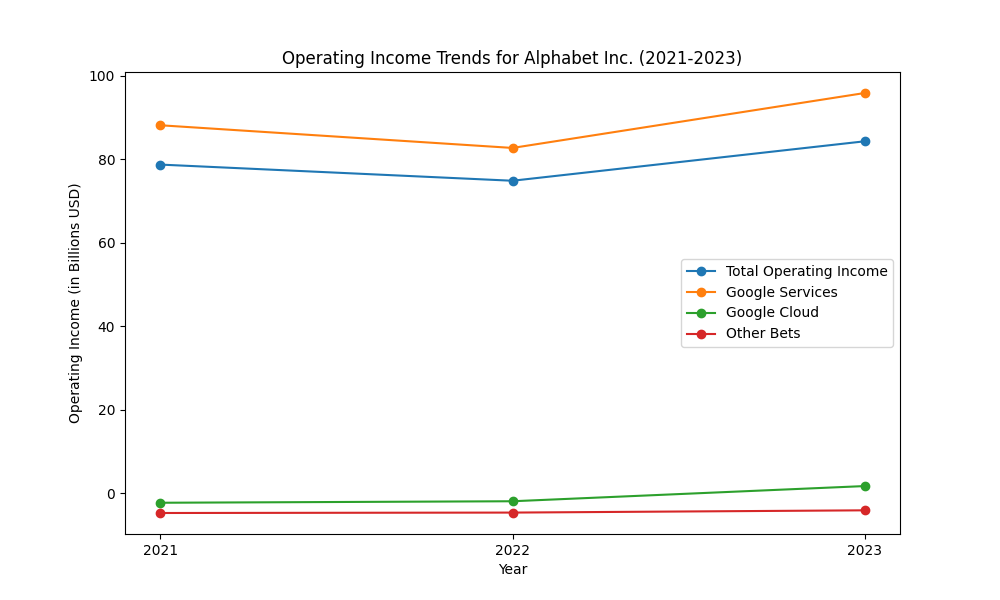 Operating Income Trends for Alphabet Inc. (2021-2023)
100
80
60
40
20
0
Operating Income (in Billions USD)
Total Operating Income
Google Services
Google Cloud
Other Bets
2021 2022 2023
Year